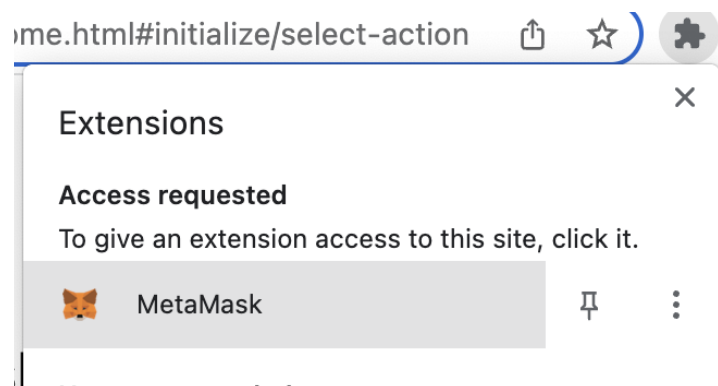 ome.html#initialize/select-action
Extensions
Access requested
To give an extension access to this site, click it.
MetaMask